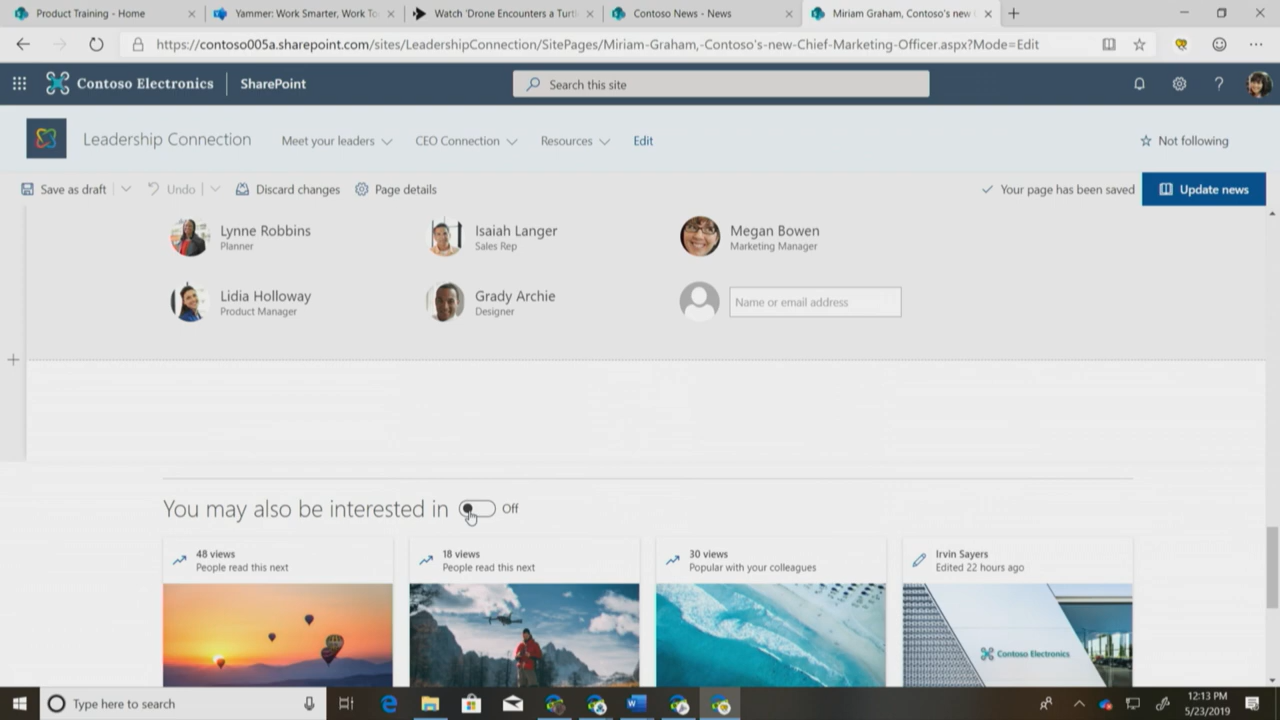 Product Training - Home
Yammer: Work Smarter, Work To
Watch 'Drone Encounters a Turt
Contoso News - News
Miriam Graham, Contoso's new
https://contoso005a.sharepoint.com/sites/LeadershipConnection/SitePages/Miriam-Graham,-Contoso's-new-Chief-Marketing-Officer.aspx?Mode=Edit
Contoso Electronics
SharePoint
Search this site
Leadership Connection
Meet your leaders
CEO Connection
Resources
Edit
Not following
Save as draft
Undo
Discard changes
Page details
Your page has been saved
Update news
Lynne Robbins
Planner
Isaiah Langer
Sales Rep
Megan Bowen
Marketing Manager
Lidia Holloway
Product Manager
Grady Archie
Designer
Name or email address
You may also be interested in
Off
48 views
People read this next
18 views
People read this next
30 views
Popular with your colleagues
Irvin Sayers
Edited 22 hours ago
Contoso Electronics
Type here to search
12:13 PM
5/23/2019